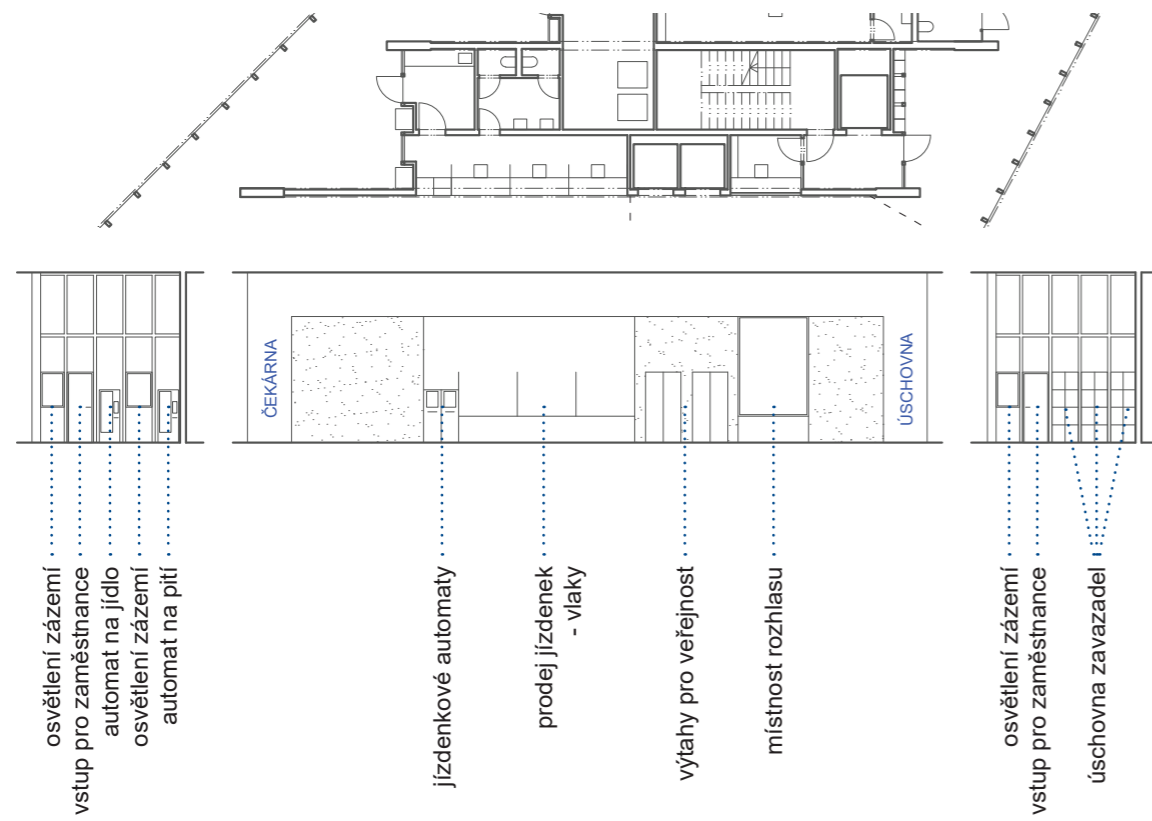 ČEKÁRNA
ÚSCHOVNA
osvětlení zázemí
vstup pro zaměstnance
automat na jídlo
osvětlení zázemí
automat na pití
jízdenkové automaty
prodej jízdenek
- vlaky
výtahy pro veřejnost
místnost rozhlasu
osvětlení zázemí
vstup pro zaměstnance
úschovna zavazadel